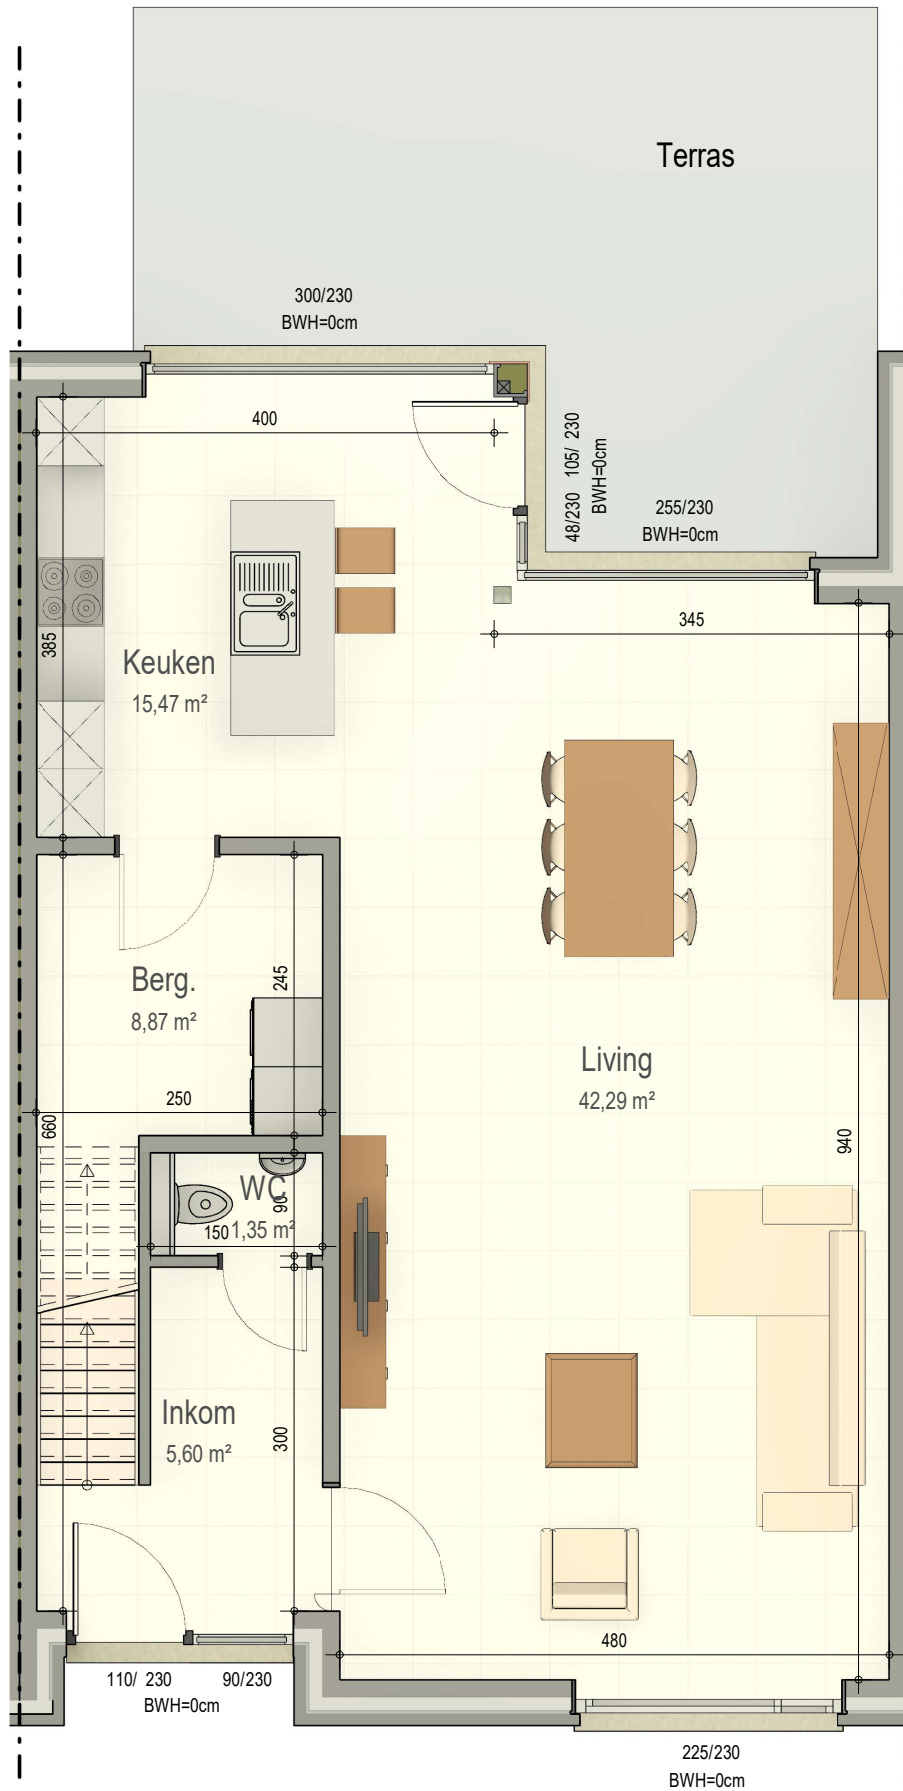 Terras
300/230
BWH=0cm
400
48/230 105/ 230
BWH=0cm
255/230
BWH=0cm
345
385
Keuken
15,47 m²
Berg.
8,87 m²
245
250
660
Living
42,29 m²
940
WC
90
150
1,35 m²
Inkom
5,60 m²
300
480
110/ 230
90/230
BWH=0cm
225/230
BWH=0cm